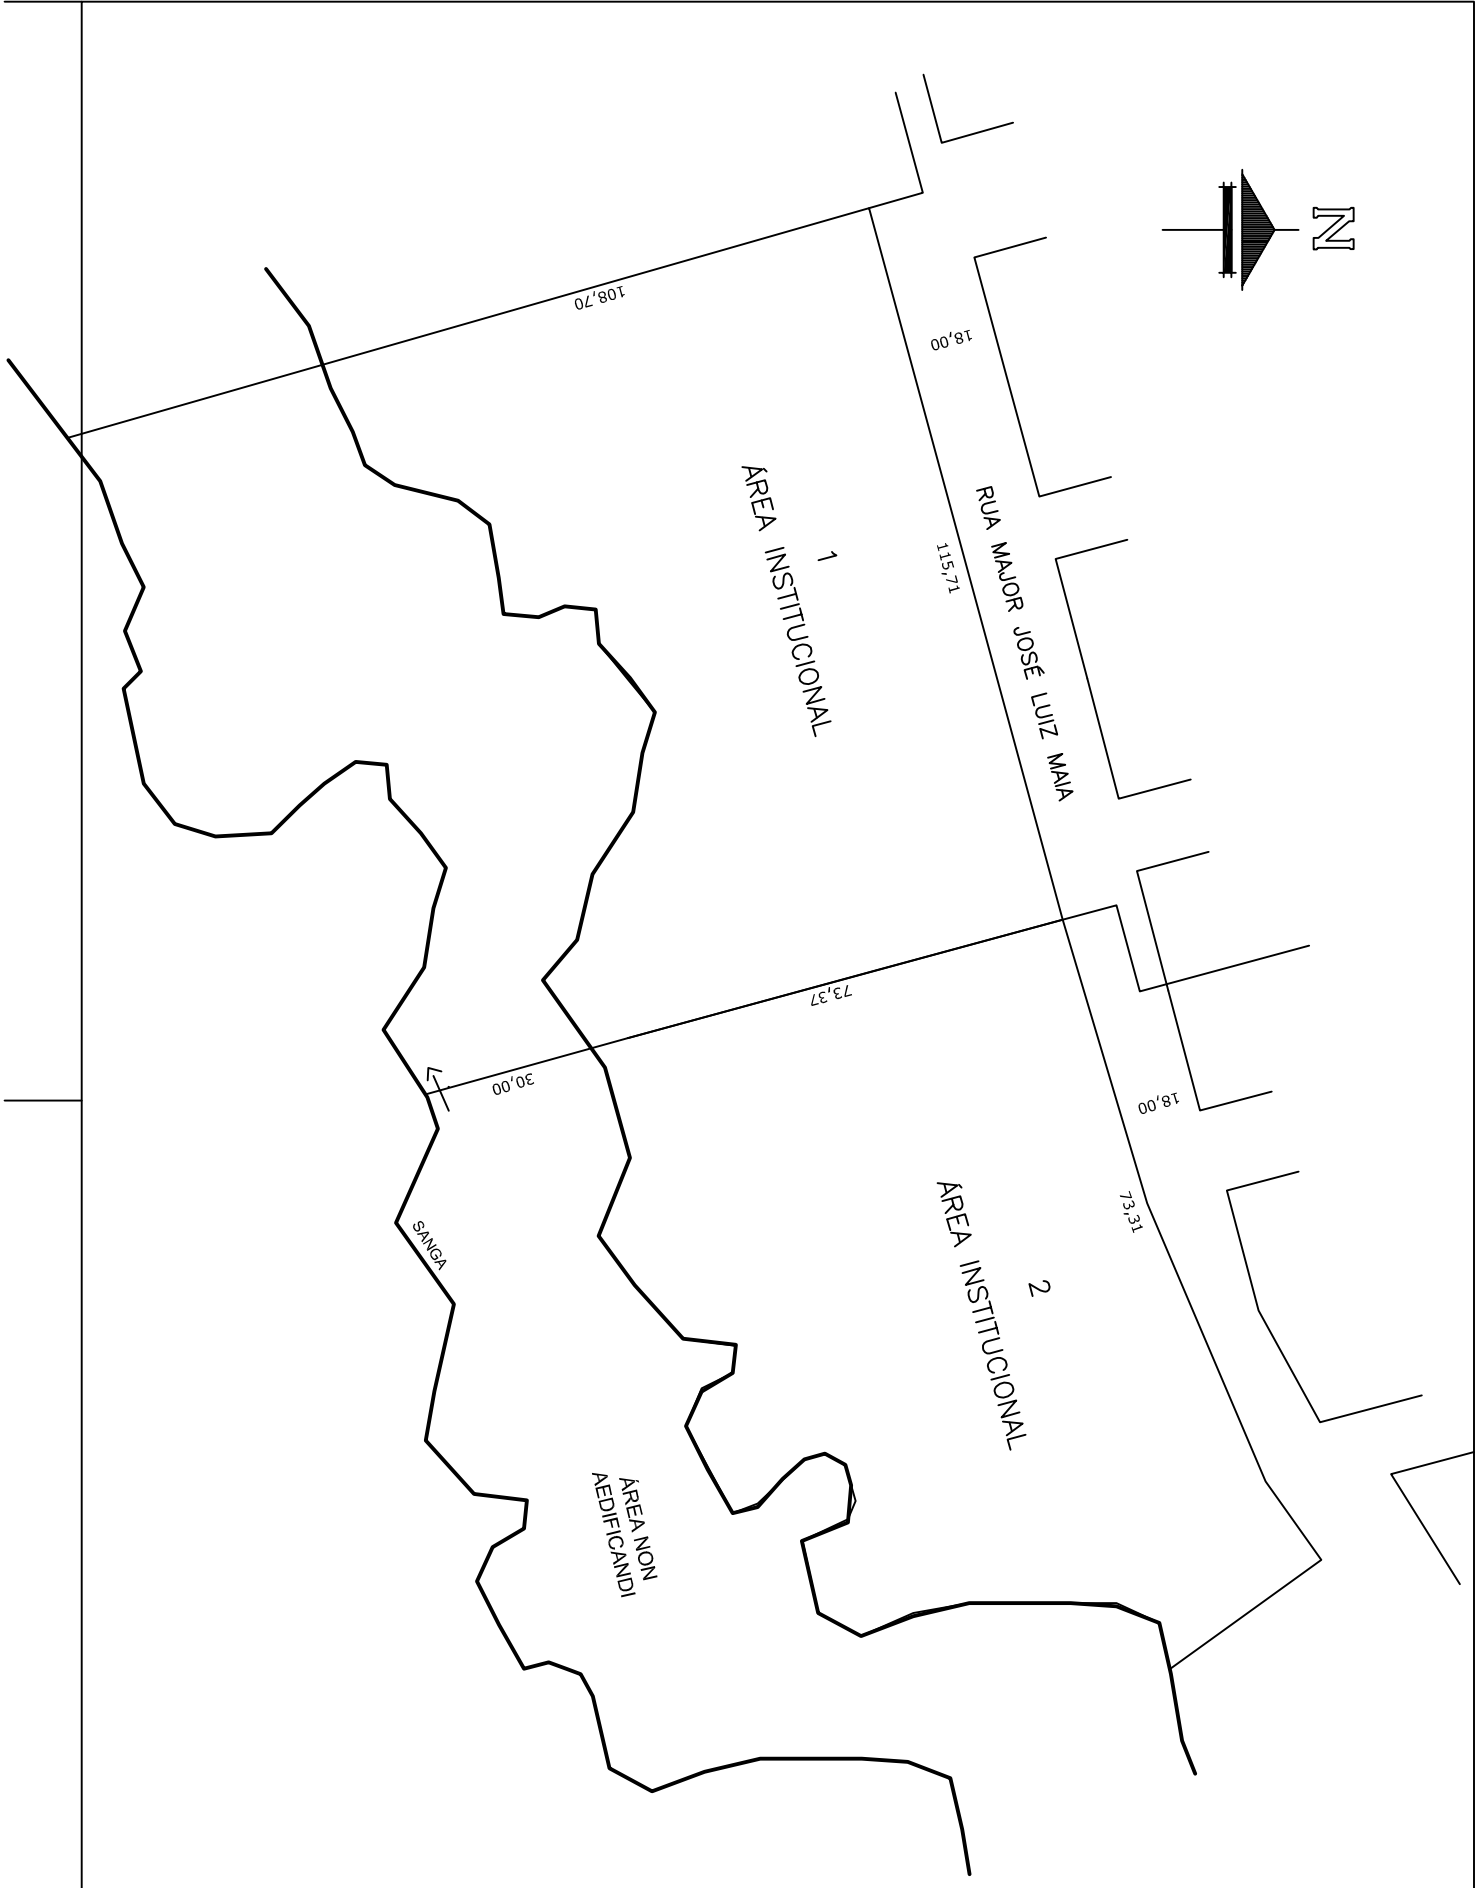 N
108,70
18,00
115,71
RUA MAJOR JOSÉ LUIZ MAIA
1
ÁREA INSTITUCIONAL
73,37
30,00
18,00
73,31
2
ÁREA INSTITUCIONAL
SANGA
ÁREA NON
AEDIFICANDI